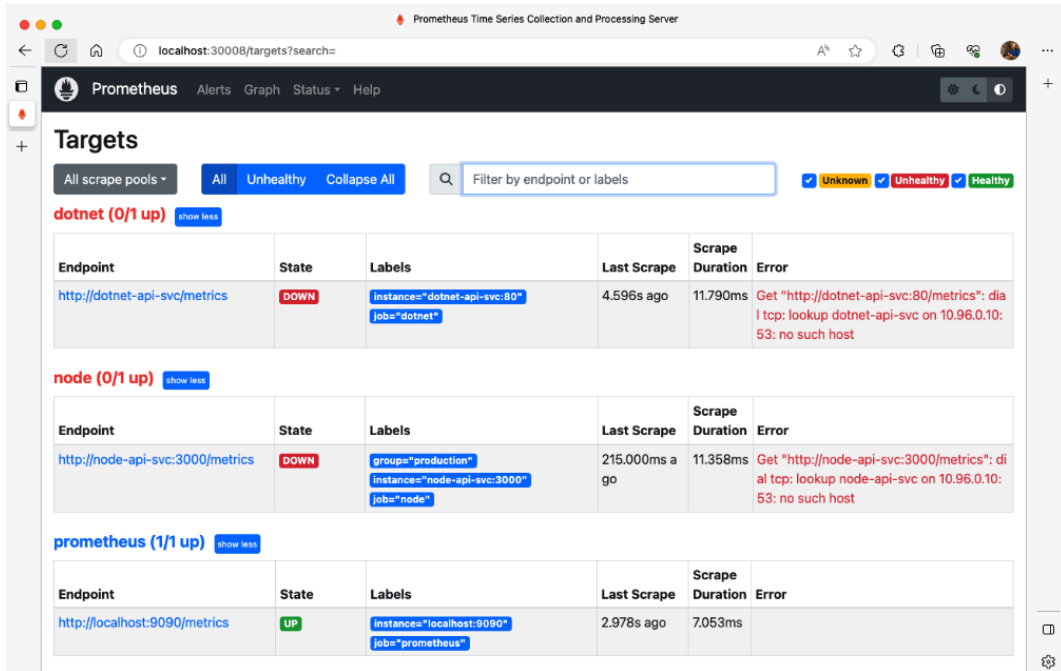 Prometheus Time Series Collection and Processing Server
localhost:30008/targets?search=
Prometheus Alerts Graph Status Help
Targets
All scrape pools All Unhealthy Collapse All Filter by endpoint or labels Unknown Unhealthy Healthy
dotnet (0/1 up) show less
Endpoint State Labels Last Scrape Scrape Duration Error
http://dotnet-api-svc/metrics DOWN instance="dotnet-api-svc:80" 4.596s ago 11.790ms Get "http://dotnet-api-svc:80/metrics": dia
job="dotnet" l tcp: lookup dotnet-api-svc on 10.96.0.10:
53: no such host
node (0/1 up) show less
Endpoint State Labels Last Scrape Scrape Duration Error
http://node-api-svc:3000/metrics DOWN group="production" 215.000ms a 11.358ms Get "http://node-api-svc:3000/metrics": di
instance="node-api-svc:3000" go al tcp: lookup node-api-svc on 10.96.0.10:
job="node" 53: no such host
prometheus (1/1 up) show less
Endpoint State Labels Last Scrape Scrape Duration Error
http://localhost:9090/metrics UP instance="localhost:9090" 2.978s ago 7.053ms
job="prometheus"